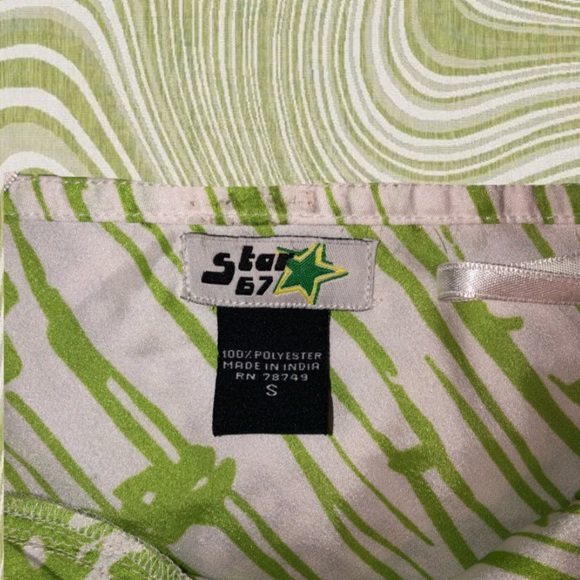 Star
67
100% POLYESTER
MADE IN INDIA
RN 78749
S